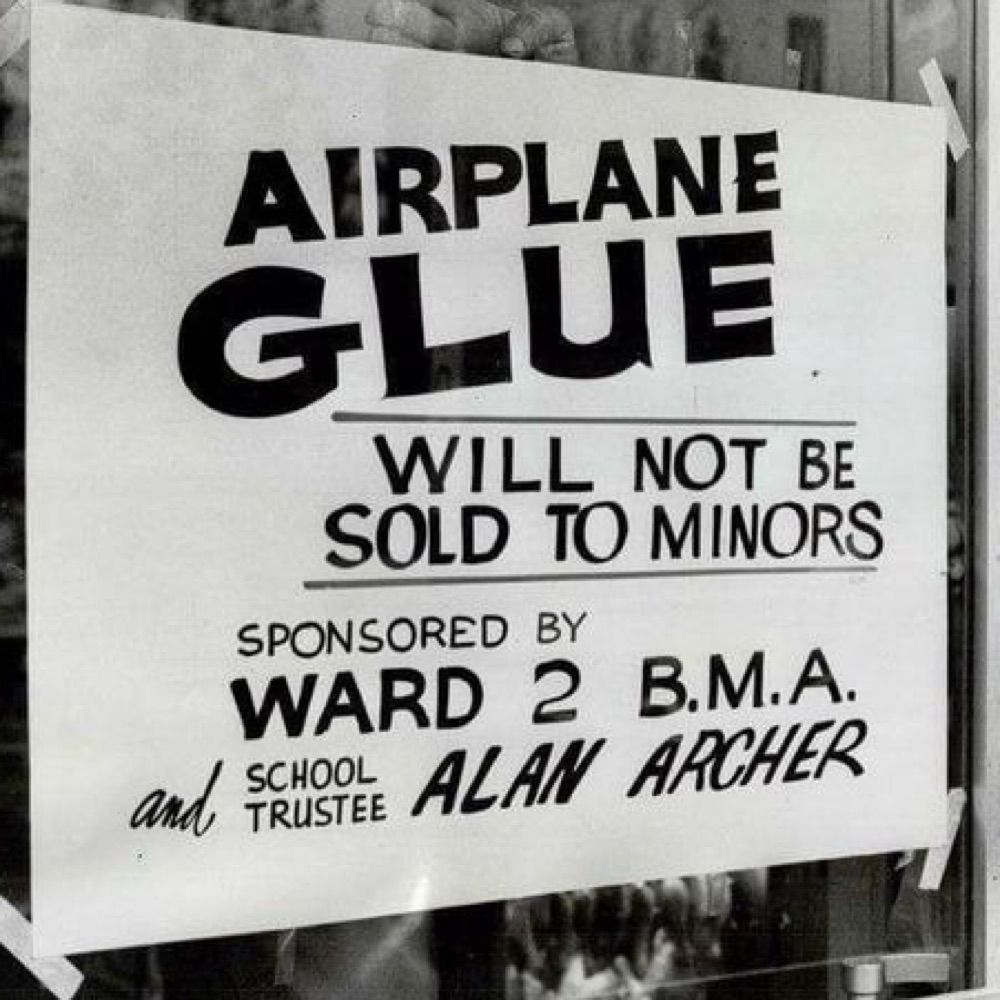 AIRPLANE
GLUE
WILL NOT BE
SOLD TO MINORS
SPONSORED BY
WARD 2 B.M.A.
and SCHOOL TRUSTEE ALAN ARCHER